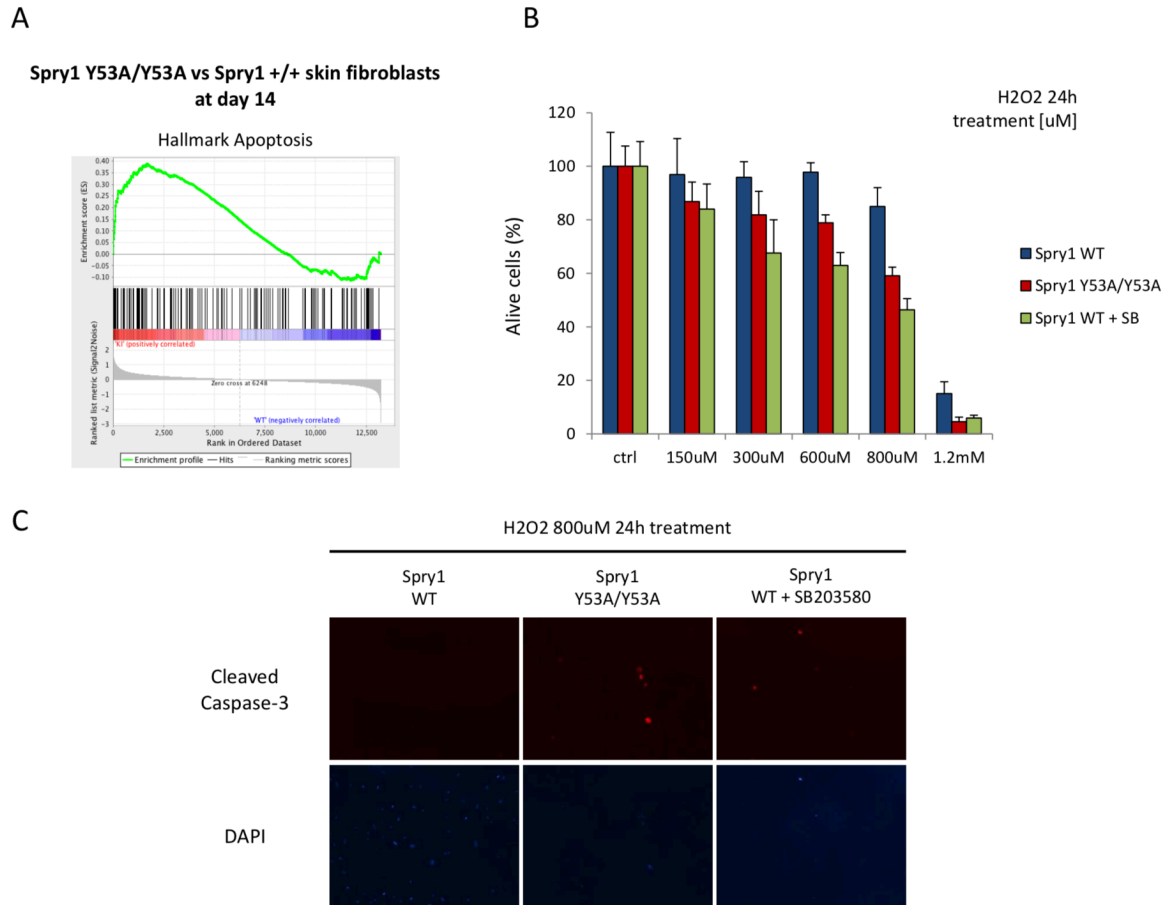 A
Spry1 Y53A/Y53A vs Spry1 +/+ skin fibroblasts
at day 14
Hallmark Apoptosis
Enrichment score (ES)
0.40
0.35
0.30
0.25
0.20
0.15
0.10
0.05
0.00
-0.05
-0.10
'KI' (positively correlated)
Ranked list metric (Signal2Noise)
2
1
0
-1
-2
-3
Zero cross at 6248
'WT' (negatively correlated)
0
2,500
5,000
7,500
10,000
12,500
Rank in Ordered Dataset
Enrichment profile
Hits
Ranking metric scores
B
H2O2 24h
treatment [uM]
Alive cells (%)
120
100
80
60
40
20
0
ctrl
150uM
300uM
600uM
800uM
1.2mM
Spry1 WT
Spry1 Y53A/Y53A
Spry1 WT + SB
C
H2O2 800uM 24h treatment
Spry1
WT
Spry1
Y53A/Y53A
Spry1
WT + SB203580
Cleaved
Caspase-3
DAPI